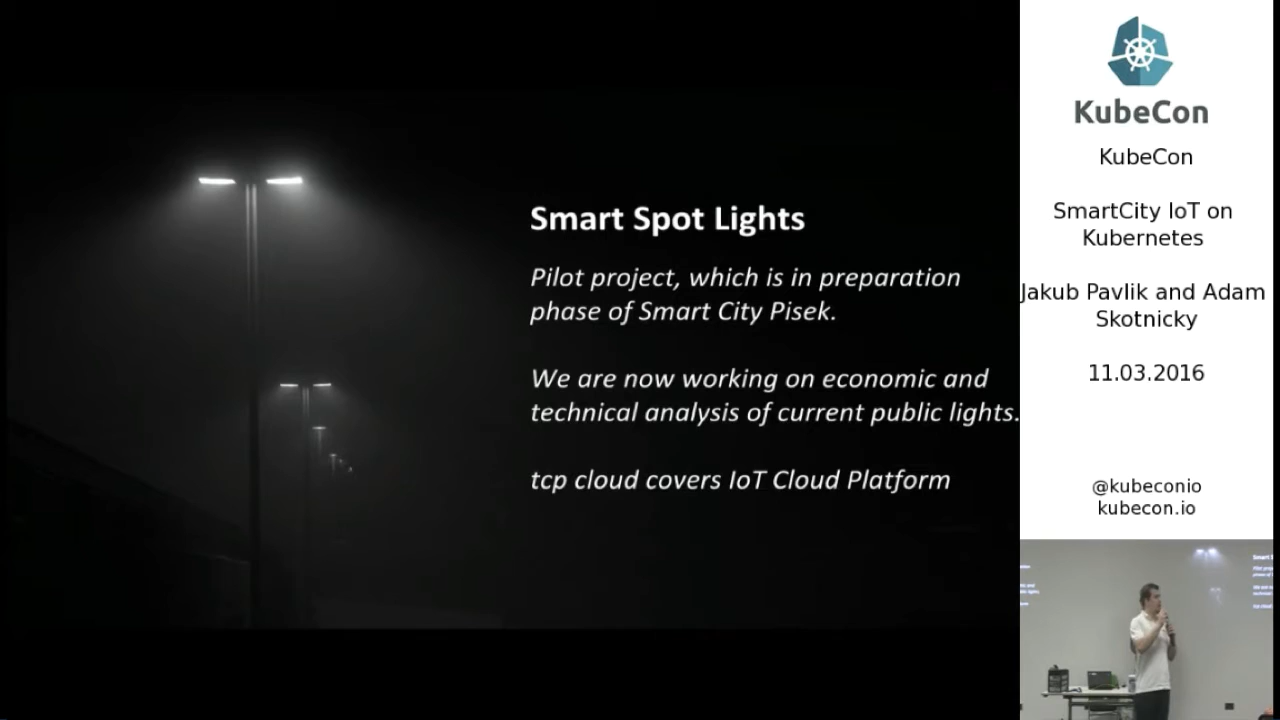 Smart Spot Lights
Pilot project, which is in preparation
phase of Smart City Pisek.
We are now working on economic and
technical analysis of current public lights.
tcp cloud covers IoT Cloud Platform
KubeCon
KubeCon
SmartCity IoT on
Kubernetes
Jakub Pavlik and Adam
Skotnicky
11.03.2016
@kubeconio
kubecon.io